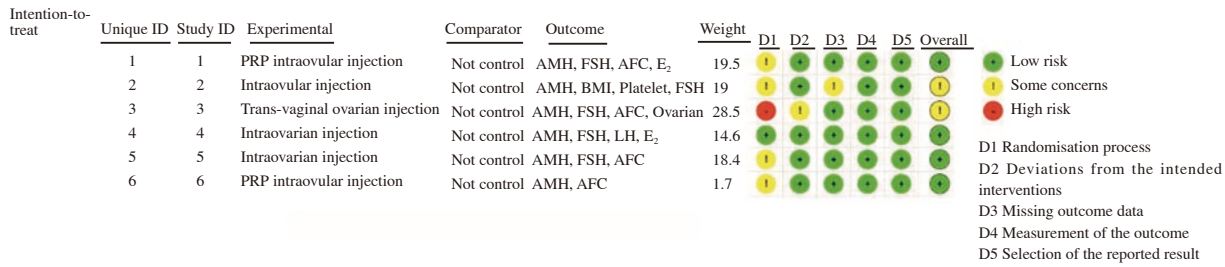 Intention-to-
treat
Unique ID Study ID Experimental Comparator Outcome Weight D1 D2 D3 D4 D5 Overall
1 1 PRP intraovular injection Not control AMH, FSH, AFC, E2 19.5
2 2 Intraovular injection Not control AMH, BMI, Platelet, FSH 19
3 3 Trans-vaginal ovarian injection Not control AMH, FSH, AFC, Ovarian 28.5
4 4 Intraovarian injection Not control AMH, FSH, LH, E2 14.6
5 5 Intraovarian injection Not control AMH, FSH, AFC 18.4
6 6 PRP intraovular injection Not control AMH, AFC 1.7
Low risk
Some concerns
High risk
D1 Randomisation process
D2 Deviations from the intended
interventions
D3 Missing outcome data
D4 Measurement of the outcome
D5 Selection of the reported result